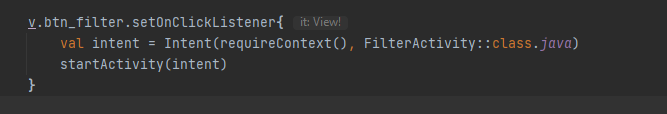 v.btn_filter.setOnClickListener{ it: View!
    val intent = Intent(requireContext(), FilterActivity::class.java)
    startActivity(intent)
}